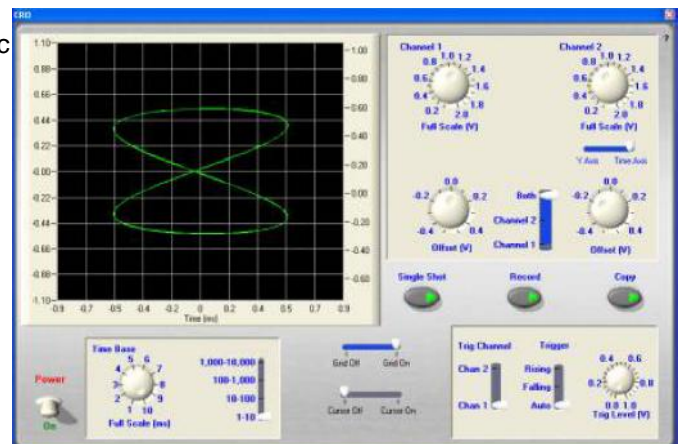 CRO
c
?
1.10
0.88
0.66
0.44
0.22
0.00
-0.22
-0.44
-0.66
-0.88
-1.10
1.00
0.80
0.60
0.40
0.20
0.00
-0.20
-0.40
-0.60
-0.9 -0.7 -0.5 -0.4 -0.2 0 0.2 0.4 0.5 0.7 0.9
Time (ms)
Channel 1
0.2 0.4 0.6 0.8 1.0 1.2 1.4 1.6 1.8 2.0
Full Scale (V)
Channel 2
0.2 0.4 0.6 0.8 1.0 1.2 1.4 1.6 1.8 2.0
Full Scale (V)
Y Axis Time Axis
0.0
-0.2 0.2
-0.4 0.4
Offset (V)
Both
Channel 2
Channel 1
0.0
-0.2 0.2
-0.4 0.4
Offset (V)
Single Shot Record Copy
Power
On
Time Base
1 2 3 4 5 6 7 8 9 10
Full Scale (ms)
1,000-10,000
100-1,000
10-100
1-10
Grid Off Grid On
Cursor Off Cursor On
Trig Channel
Chan 2
Chan 1
Trigger
Rising
Falling
Auto
0.0 0.2 0.4 0.6 0.8 1.0
Trig Level (V)